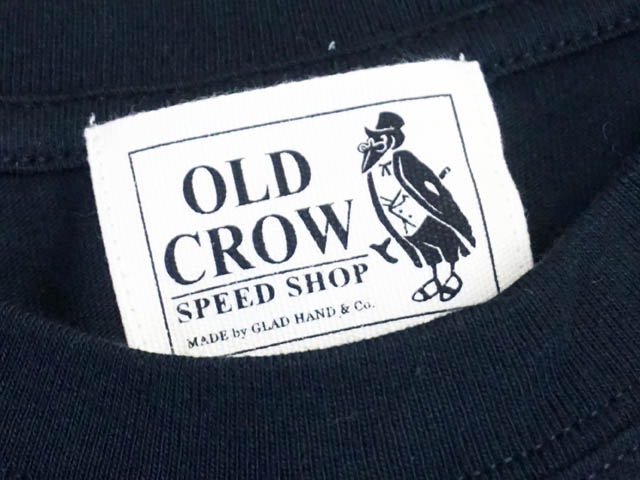 OLD
CROW
SPEED SHOP
MADE by GLAD HAND & Co.